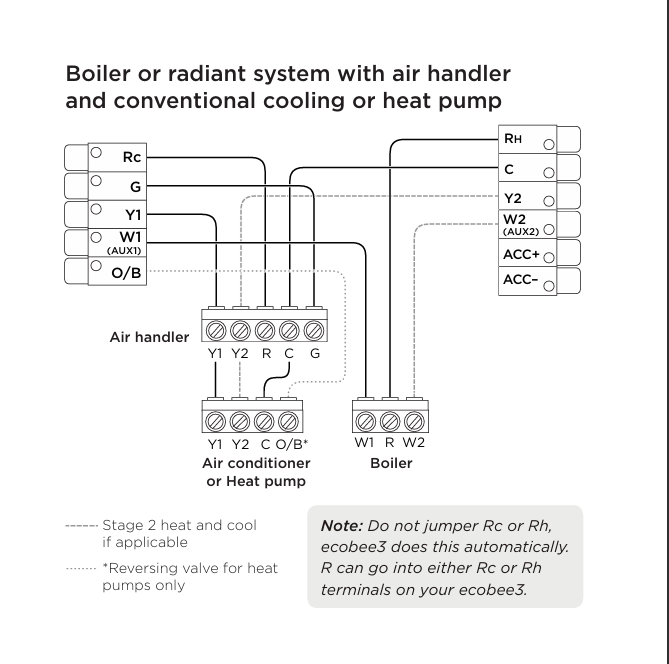 Boiler or radiant system with air handler
and conventional cooling or heat pump
Rc
G
Y1
W1
(AUX1)
O/B
RH
C
Y2
W2
(AUX2)
ACC+
ACC–
Air handler
Y1 Y2 R C G
Y1 Y2 C O/B*
Air conditioner
or Heat pump
W1 R W2
Boiler
Stage 2 heat and cool
if applicable
*Reversing valve for heat
pumps only
Note: Do not jumper Rc or Rh,
ecobee3 does this automatically.
R can go into either Rc or Rh
terminals on your ecobee3.